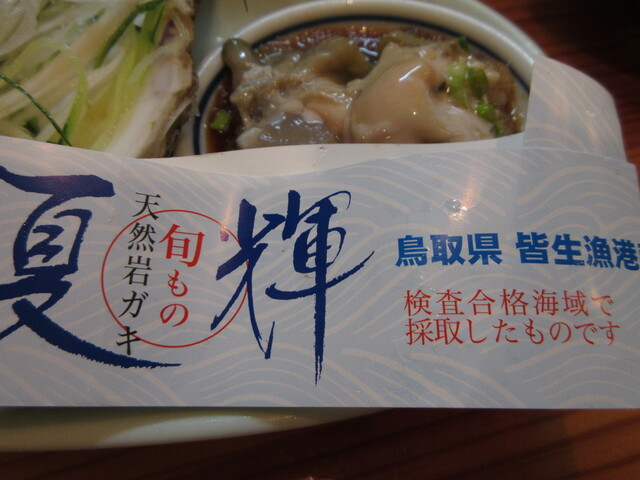 夏輝
天然岩ガキ
旬もの
鳥取県 皆生漁港
検査合格海域で
採取したものです